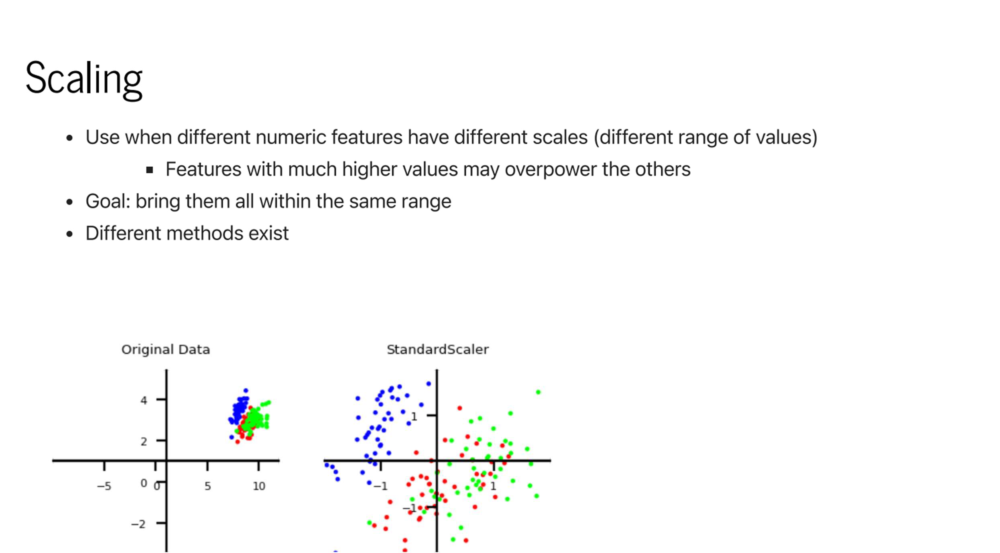 Scaling
• Use when different numeric features have different scales (different range of values)
▪ Features with much higher values may overpower the others
• Goal: bring them all within the same range
• Different methods exist
Original Data
StandardScaler
4
2
−5
0
0
5
10
−2
1
−1
1
−1